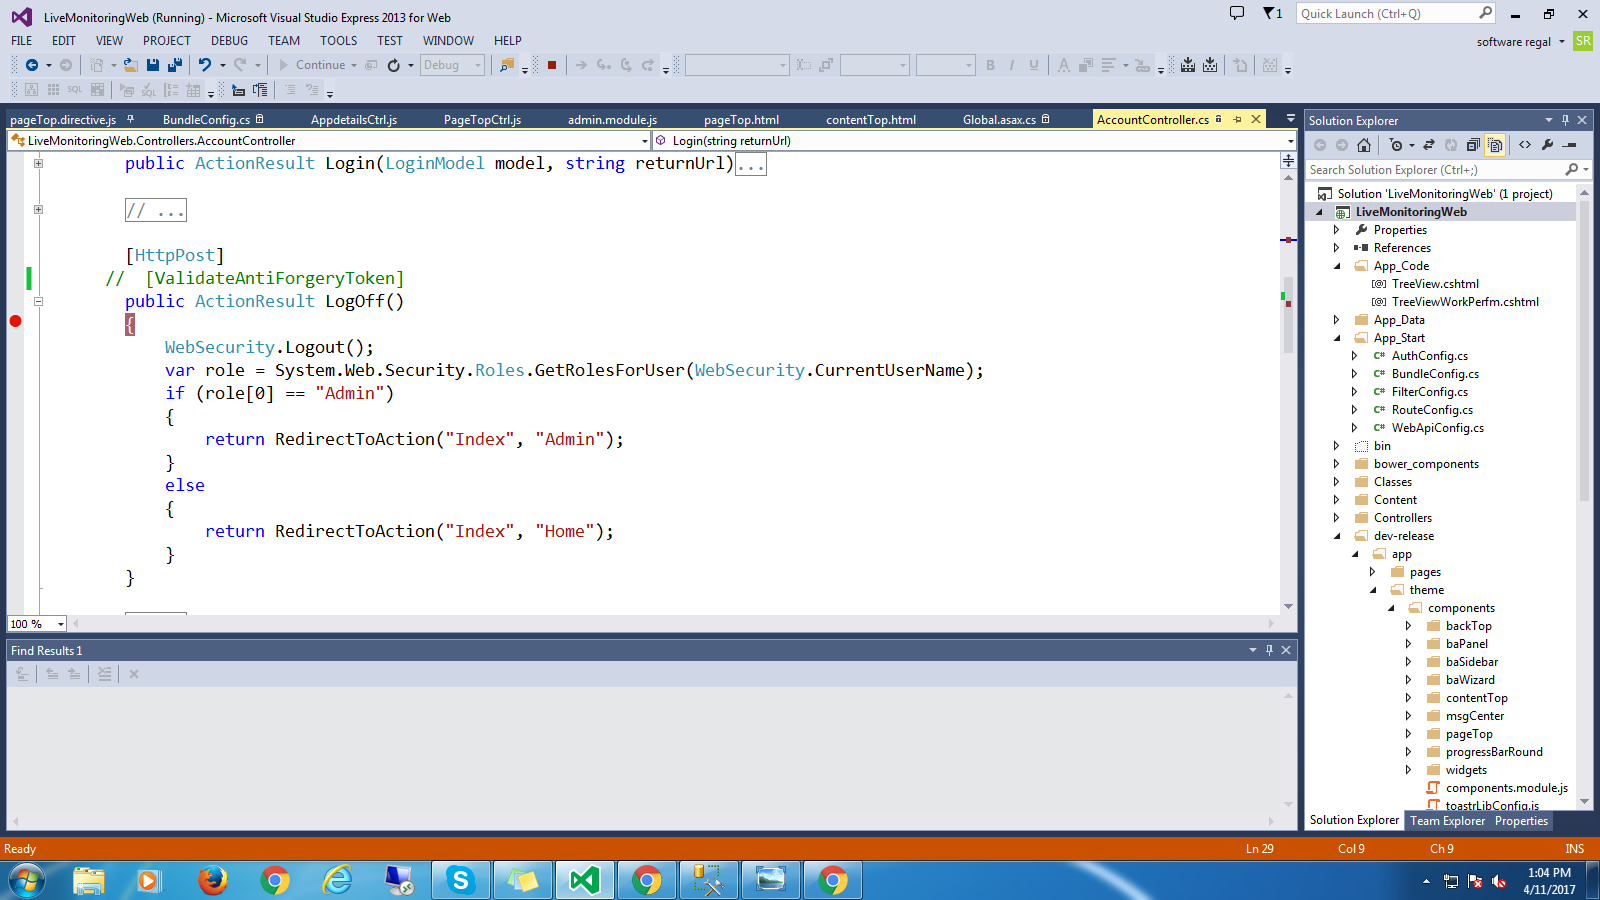 LiveMonitoringWeb (Running) - Microsoft Visual Studio Express 2013 for Web
1
Quick Launch (Ctrl+Q)
FILE EDIT VIEW PROJECT DEBUG TEAM TOOLS TEST WINDOW HELP
software regal SR
Continue Debug
B I U A
SQL SQL
pageTop.directive.js BundleConfig.cs AppdetailsCtrl.js PageTopCtrl.js admin.module.js pageTop.html contentTop.html Global.asax.cs AccountController.cs
LiveMonitoringWeb.Controllers.AccountController Login(string returnUrl)
public ActionResult Login(LoginModel model, string returnUrl)...
// ...
[HttpPost]
// [ValidateAntiForgeryToken]
public ActionResult LogOff()
{
WebSecurity.Logout();
var role = System.Web.Security.Roles.GetRolesForUser(WebSecurity.CurrentUserName);
if (role[0] == "Admin")
{
return RedirectToAction("Index", "Admin");
}
else
{
return RedirectToAction("Index", "Home");
}
}
100 %
Find Results 1
Solution Explorer
Search Solution Explorer (Ctrl+;)
Solution 'LiveMonitoringWeb' (1 project)
LiveMonitoringWeb
Properties
References
App_Code
TreeView.cshtml
TreeViewWorkPerfm.cshtml
App_Data
App_Start
C# AuthConfig.cs
C# BundleConfig.cs
C# FilterConfig.cs
C# RouteConfig.cs
C# WebApiConfig.cs
bin
bower_components
Classes
Content
Controllers
dev-release
app
pages
theme
components
backTop
baPanel
baSidebar
baWizard
contentTop
msgCenter
pageTop
progressBarRound
widgets
components.module.js
toastrLibConfig.js
Solution Explorer Team Explorer Properties
Ready Ln 29 Col 9 Ch 9 INS
1:04 PM
4/11/2017